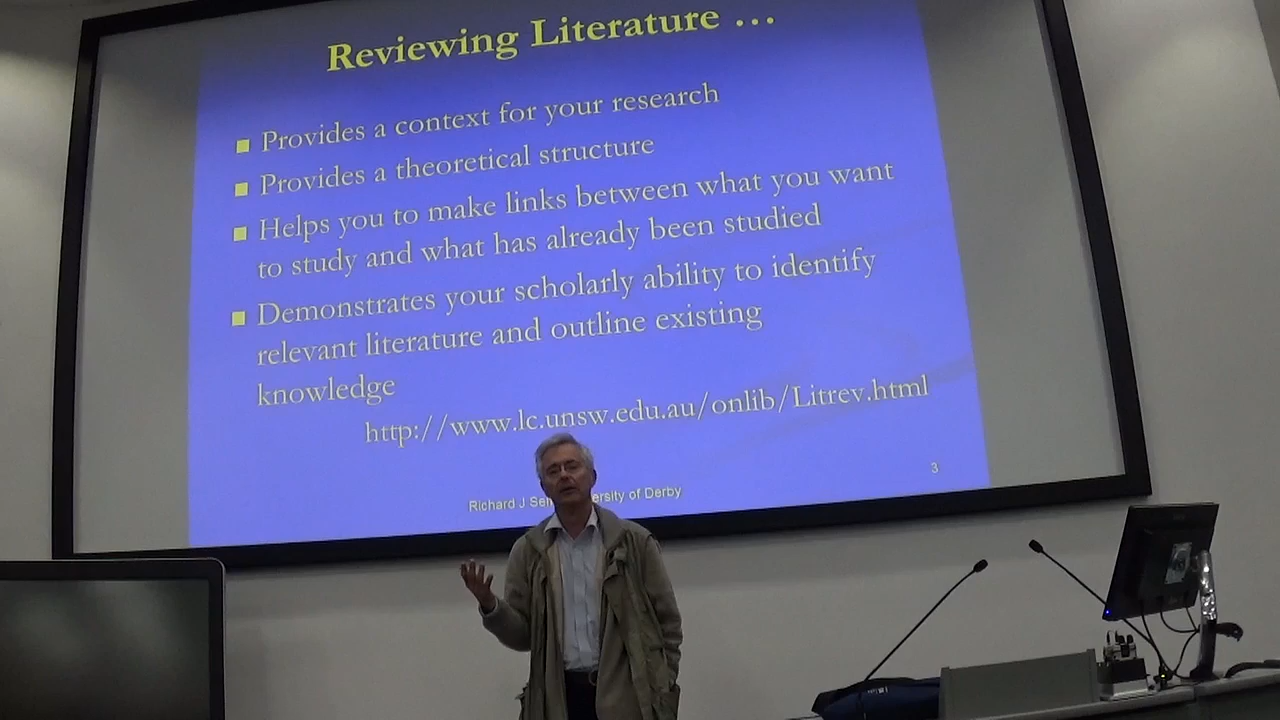 Reviewing Literature …
Provides a context for your research
Provides a theoretical structure
Helps you to make links between what you want
to study and what has already been studied
Demonstrates your scholarly ability to identify
relevant literature and outline existing
knowledge
http://www.lc.unsw.edu.au/onlib/Litrev.html
3
Richard J of Derby